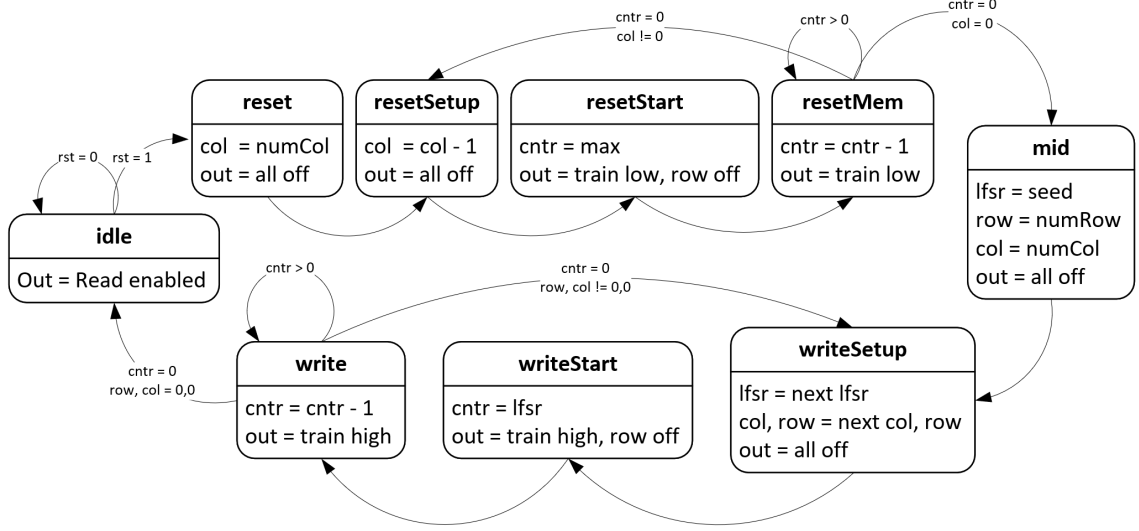 cntr = 0
col != 0
cntr > 0
cntr = 0
col = 0
reset
col  = numCol
out = all off
resetSetup
col  = col - 1
out = all off
resetStart
cntr = max
out = train low, row off
resetMem
cntr = cntr - 1
out = train low
mid
lfsr = seed
row = numRow
col = numCol
out = all off
rst = 0
rst = 1
idle
Out = Read enabled
cntr > 0
cntr = 0
row, col != 0,0
cntr = 0
row, col = 0,0
write
cntr = cntr - 1
out = train high
writeStart
cntr = lfsr
out = train high, row off
writeSetup
lfsr = next lfsr
col, row = next col, row
out = all off